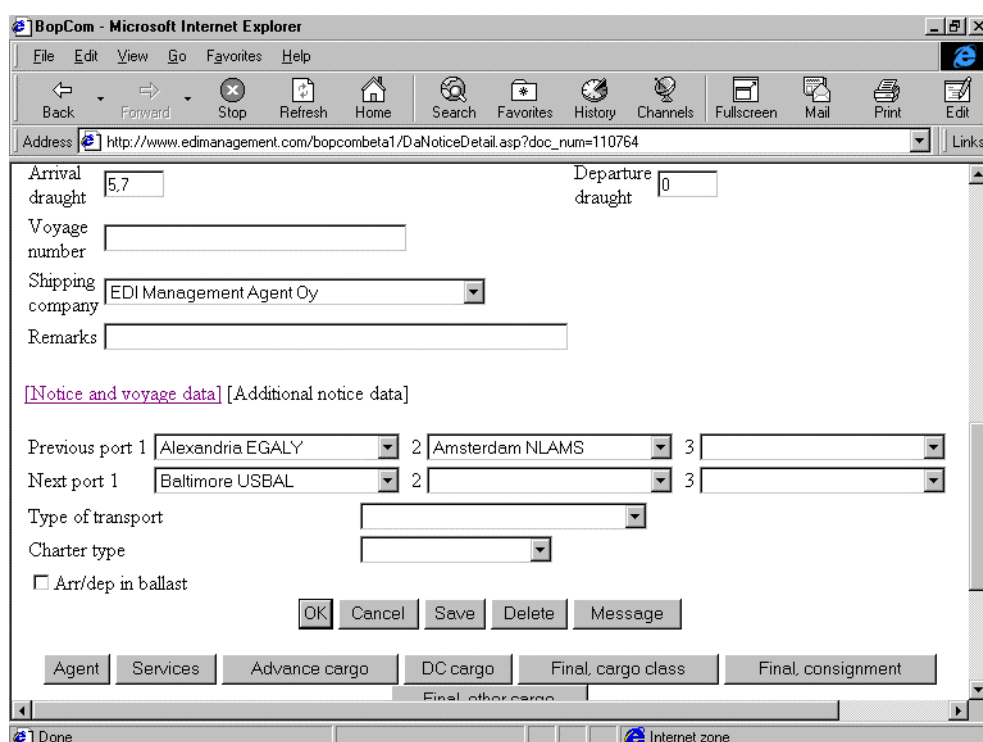 BopCom - Microsoft Internet Explorer
File Edit View Go Favorites Help
Back Forward Stop Refresh Home Search Favorites History Channels Fullscreen Mail Print Edit
Address http://www.edimanagement.com/bopcombeta1/DaNoticeDetail.asp?doc_num=110764 Links
Arrival draught 5,7 Departure draught 0
Voyage number
Shipping company EDI Management Agent Oy
Remarks
[Notice and voyage data] [Additional notice data]
Previous port 1 Alexandria EGALY 2 Amsterdam NLAMS 3
Next port 1 Baltimore USBAL 2 3
Type of transport
Charter type
Arr/dep in ballast
OK Cancel Save Delete Message
Agent Services Advance cargo DC cargo Final, cargo class Final, consignment
Final, other cargo
Done Internet zone